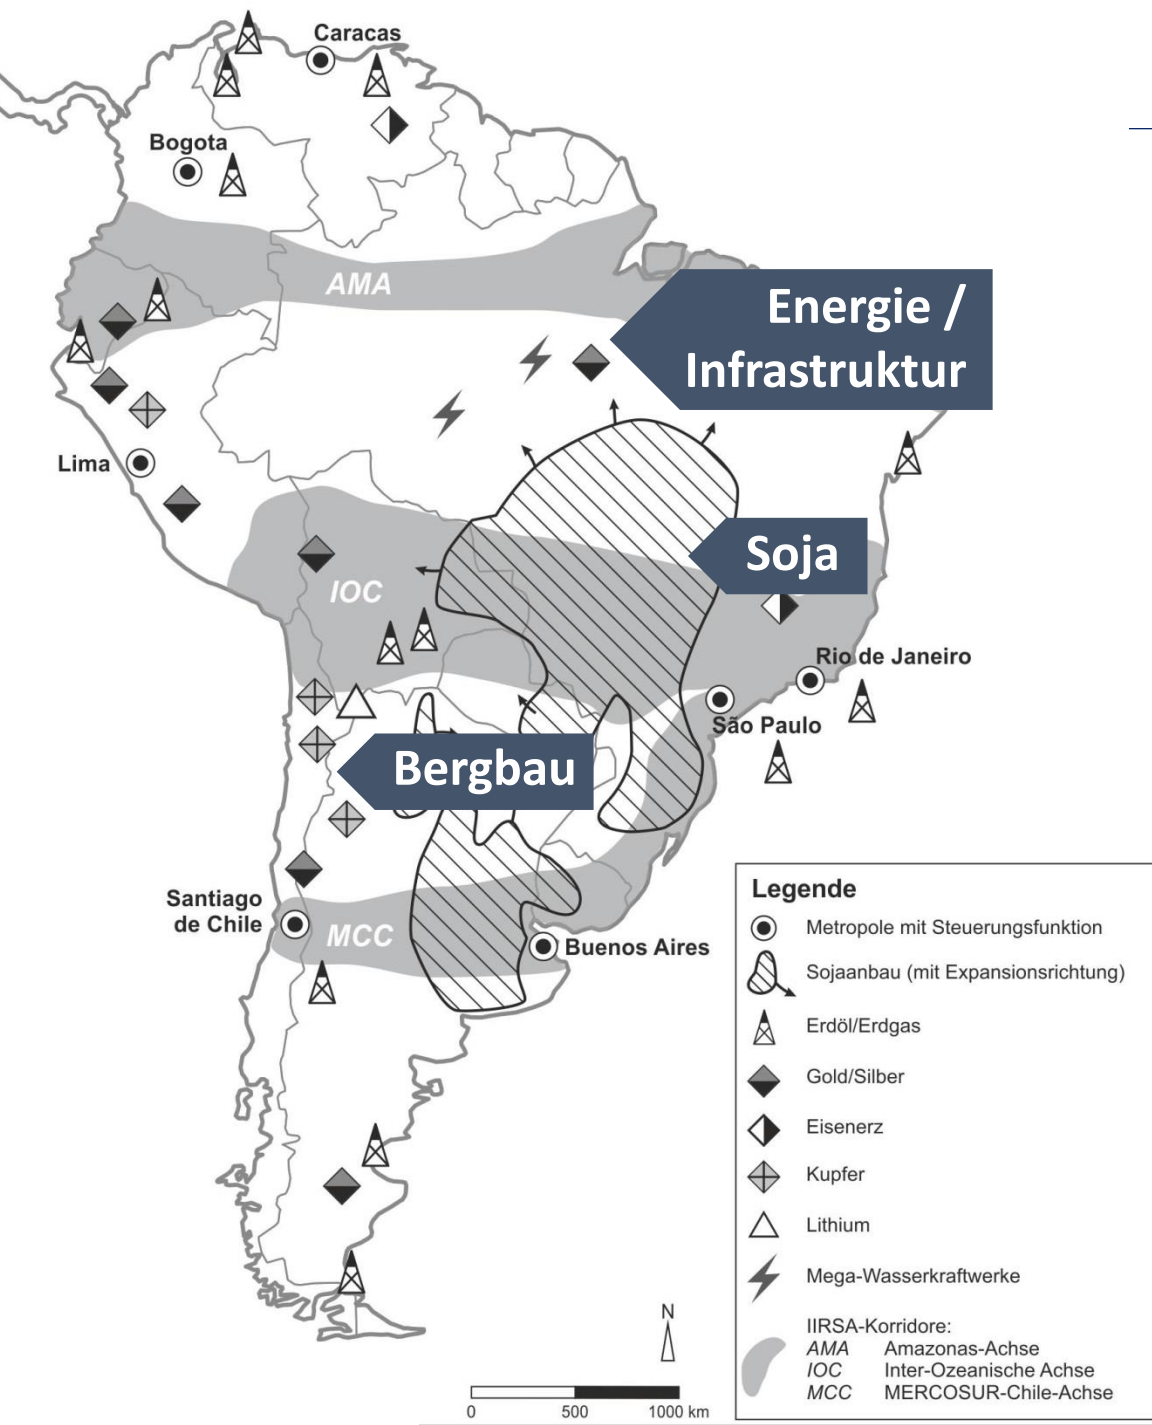 Caracas
Bogota
AMA
Energie /
Infrastruktur
Lima
Soja
IOC
Rio de Janeiro
São Paulo
Bergbau
Santiago
de Chile
MCC
Buenos Aires
Legende
Metropole mit Steuerungsfunktion
Sojaanbau (mit Expansionsrichtung)
Erdöl/Erdgas
Gold/Silber
Eisenerz
Kupfer
Lithium
Mega-Wasserkraftwerke
IIRSA-Korridore:
AMA Amazonas-Achse
IOC Inter-Ozeanische Achse
MCC MERCOSUR-Chile-Achse
N
0 500 1000 km